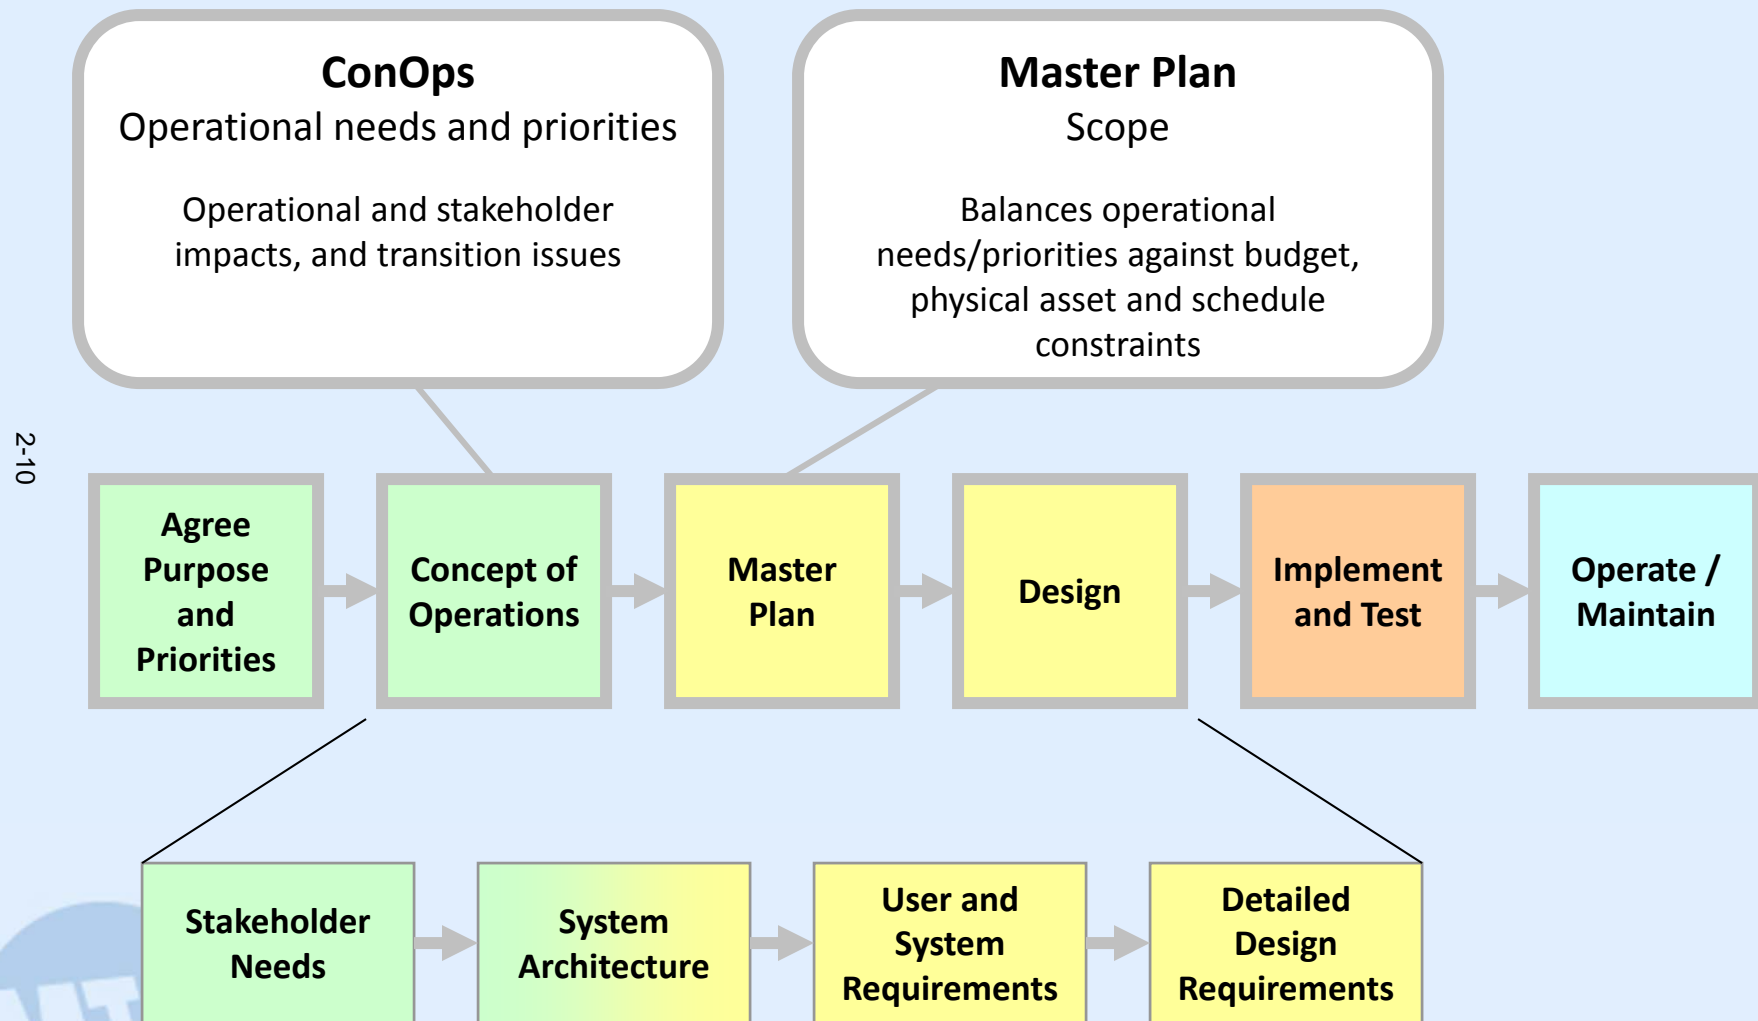 ConOps
Operational needs and priorities
Operational and stakeholder
impacts, and transition issues
Master Plan
Scope
Balances operational
needs/priorities against budget,
physical asset and schedule
constraints
2-10
Agree
Purpose
and
Priorities
Concept of
Operations
Master
Plan
Design
Implement
and Test
Operate /
Maintain
Stakeholder
Needs
System
Architecture
User and
System
Requirements
Detailed
Design
Requirements